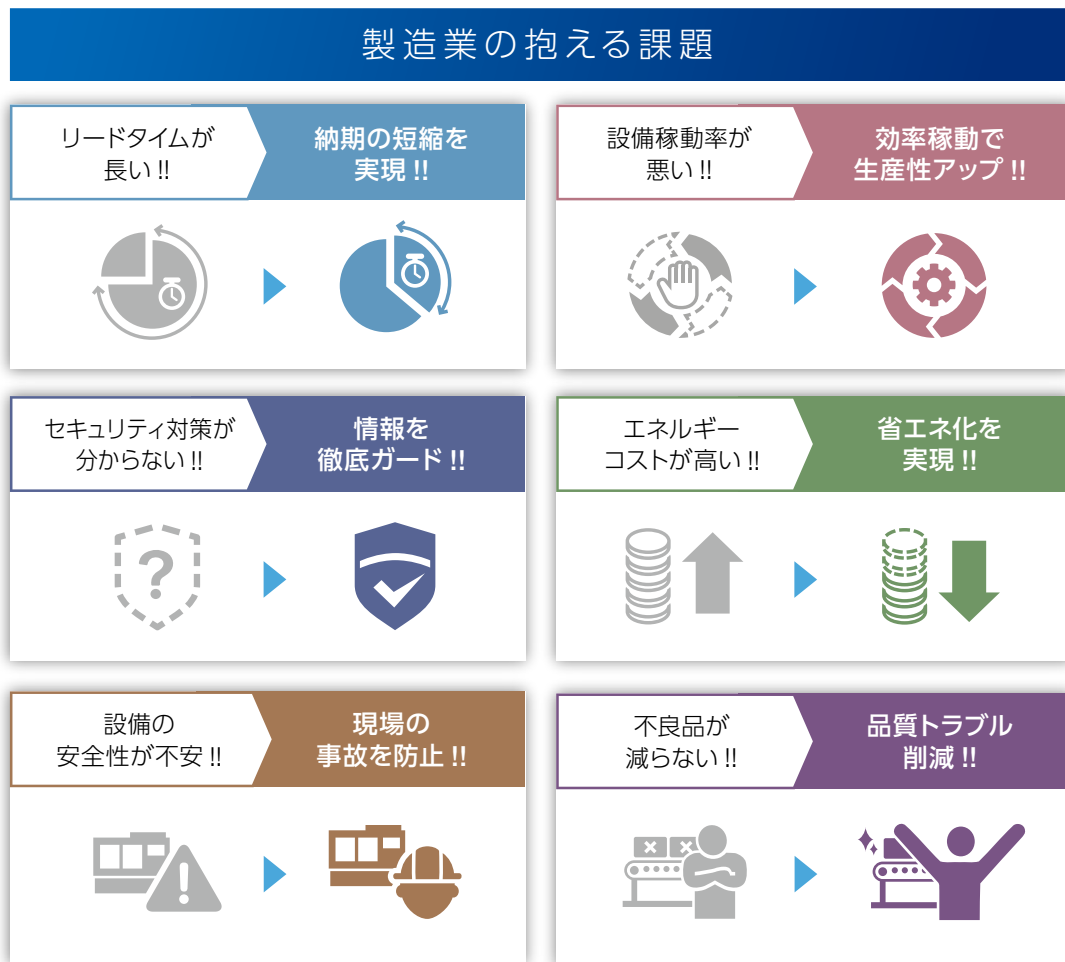 製造業の抱える課題
リードタイムが
長い!!
納期の短縮を
実現!!
設備稼動率が
悪い!!
効率稼動で
生産性アップ!!
セキュリティ対策が
分からない!!
情報を
徹底ガード!!
エネルギー
コストが高い!!
省エネ化を
実現!!
?
設備の
安全性が不安!!
現場の
事故を防止!!
不良品が
減らない!!
品質トラブル
削減!!
!